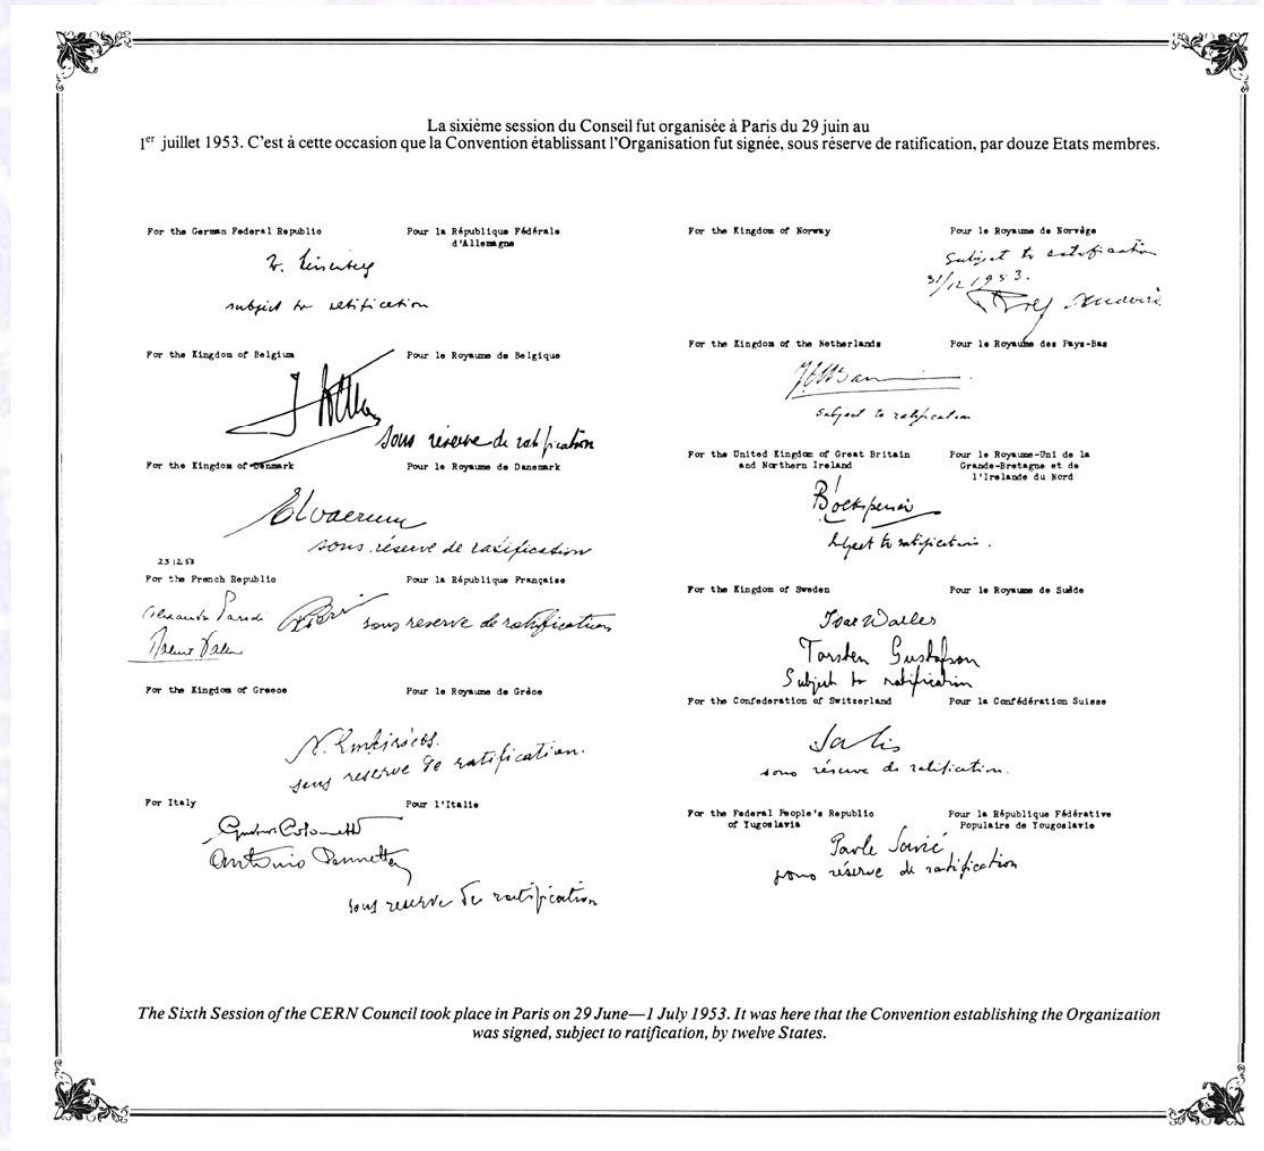 La sixième session du Conseil fut organisée à Paris du 29 juin au
1er juillet 1953. C'est à cette occasion que la Convention établissant l'Organisation fut signée, sous réserve de ratification, par douze Etats membres.
For the German Federal Republic
Pour la République Fédérale
d'Allemagne
W. Heisenberg
subject to ratification
For the Kingdom of Belgium
Pour le Royaume de Belgique
sous réserve de ratification
For the Kingdom of Denmark
Pour le Royaume de Danemark
sous réserve de ratification
23 12 53
For the French Republic
Pour la République Française
Alexandre Parodi
sous reserve de ratification
For the Kingdom of Greece
Pour le Royaume de Grèce
N. Embiricos.
sous reserve de ratification.
For Italy
Pour l'Italie
Gustavo Colonnetti
Antonio Pennetta
sous reserve de ratification
For the Kingdom of Norway
Pour le Royaume de Norvège
Subject to ratification
31/12 1953.
For the Kingdom of the Netherlands
Pour le Royaume des Pays-Bas
Subject to ratification
For the United Kingdom of Great Britain
and Northern Ireland
Pour le Royaume-Uni de la
Grande-Bretagne et de
l'Irelande du Nord
Subject to ratification.
For the Kingdom of Sweden
Pour le Royaume de Suède
Ivar Waller
Torsten Gustafson
Subject to ratification
For the Confederation of Switzerland
Pour la Confédération Suisse
Salis
sous réserve de ratification.
For the Federal People's Republic
of Yugoslavia
Pour la République Fédérative
Populaire de Yougoslavie
Pavle Savić
sous réserve de ratification
The Sixth Session of the CERN Council took place in Paris on 29 June—1 July 1953. It was here that the Convention establishing the Organization
was signed, subject to ratification, by twelve States.